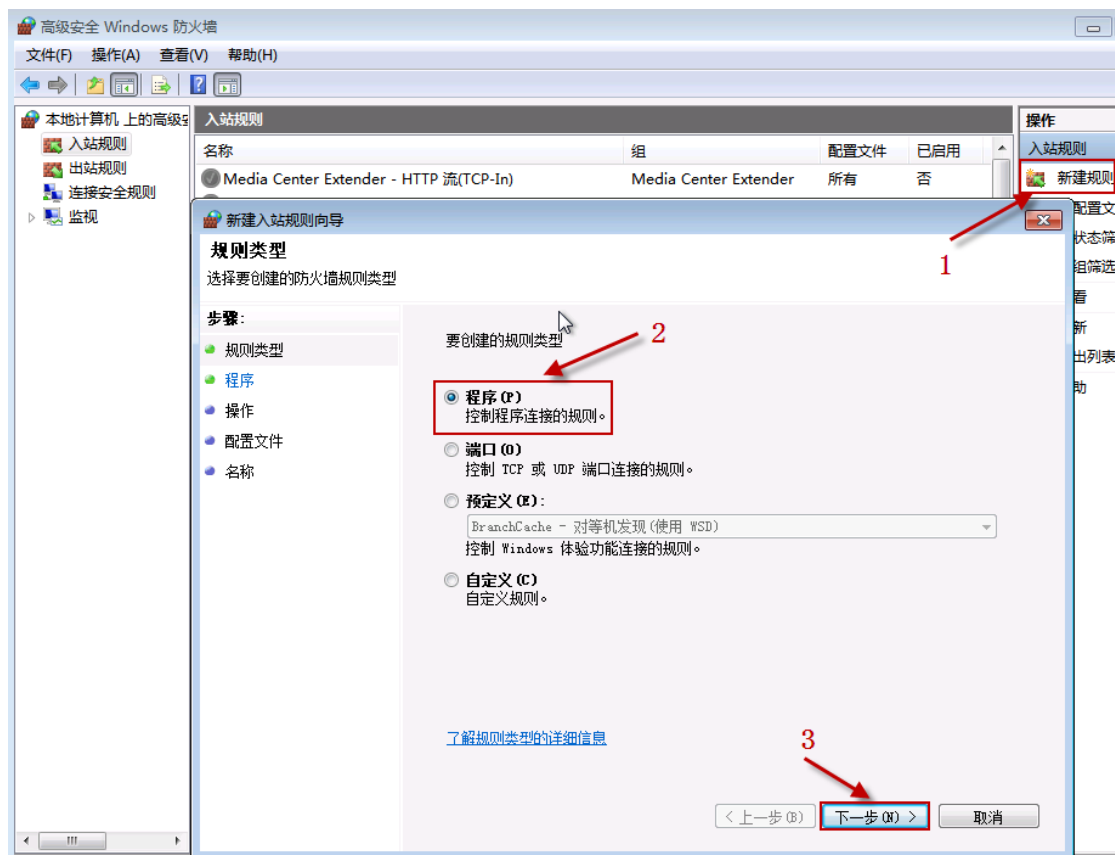 高级安全 Windows 防火墙
文件(F) 操作(A) 查看(V) 帮助(H)
本地计算机 上的高级安
入站规则
出站规则
连接安全规则
监视
入站规则
名称 组 配置文件 已启用
Media Center Extender - HTTP 流(TCP-In) Media Center Extender 所有 否
操作
入站规则
新建规则
配置文
状态筛
组筛选
看
新
出列表
助
1
新建入站规则向导
规则类型
选择要创建的防火墙规则类型
步骤:
规则类型
程序
操作
配置文件
名称
要创建的规则类型
2
程序(P)
控制程序连接的规则。
端口(O)
控制 TCP 或 UDP 端口连接的规则。
预定义(E):
BranchCache - 对等机发现(使用 WSD)
控制 Windows 体验功能连接的规则。
自定义(C)
自定义规则。
了解规则类型的详细信息
3
< 上一步(B) 下一步(N) > 取消